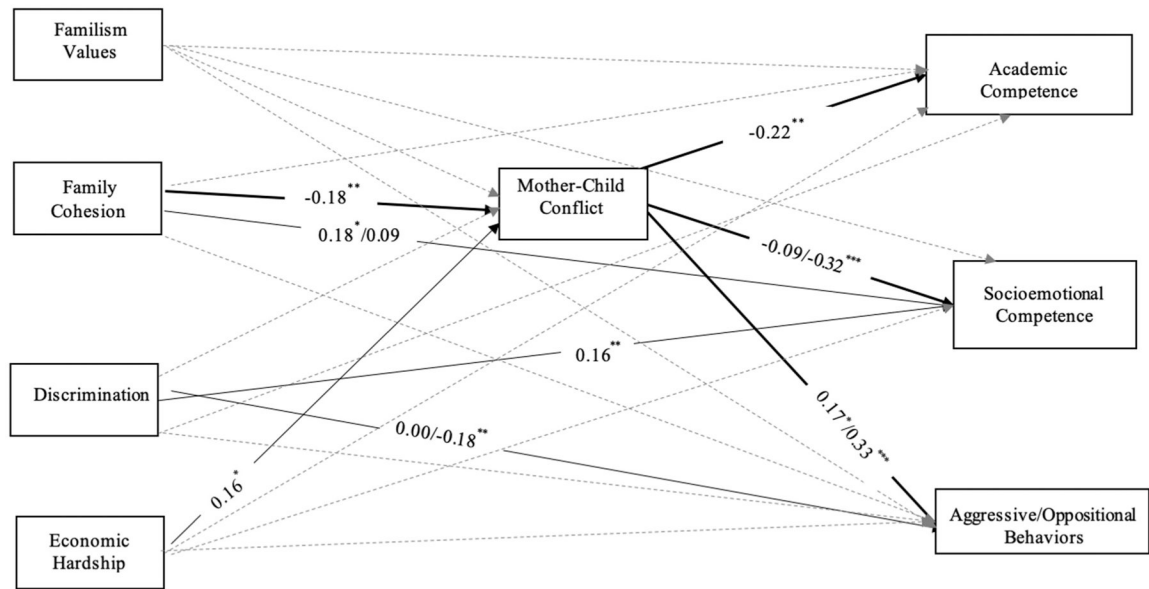 Familism
Values
Academic
Competence
-0.22**
Family
Cohesion
-0.18**
Mother-Child
Conflict
0.18*/0.09
-0.09/-0.32***
Socioemotional
Competence
0.16**
Discrimination
0.00/-0.18**
0.17*/0.33***
0.16*
Economic
Hardship
Aggressive/Oppositional
Behaviors